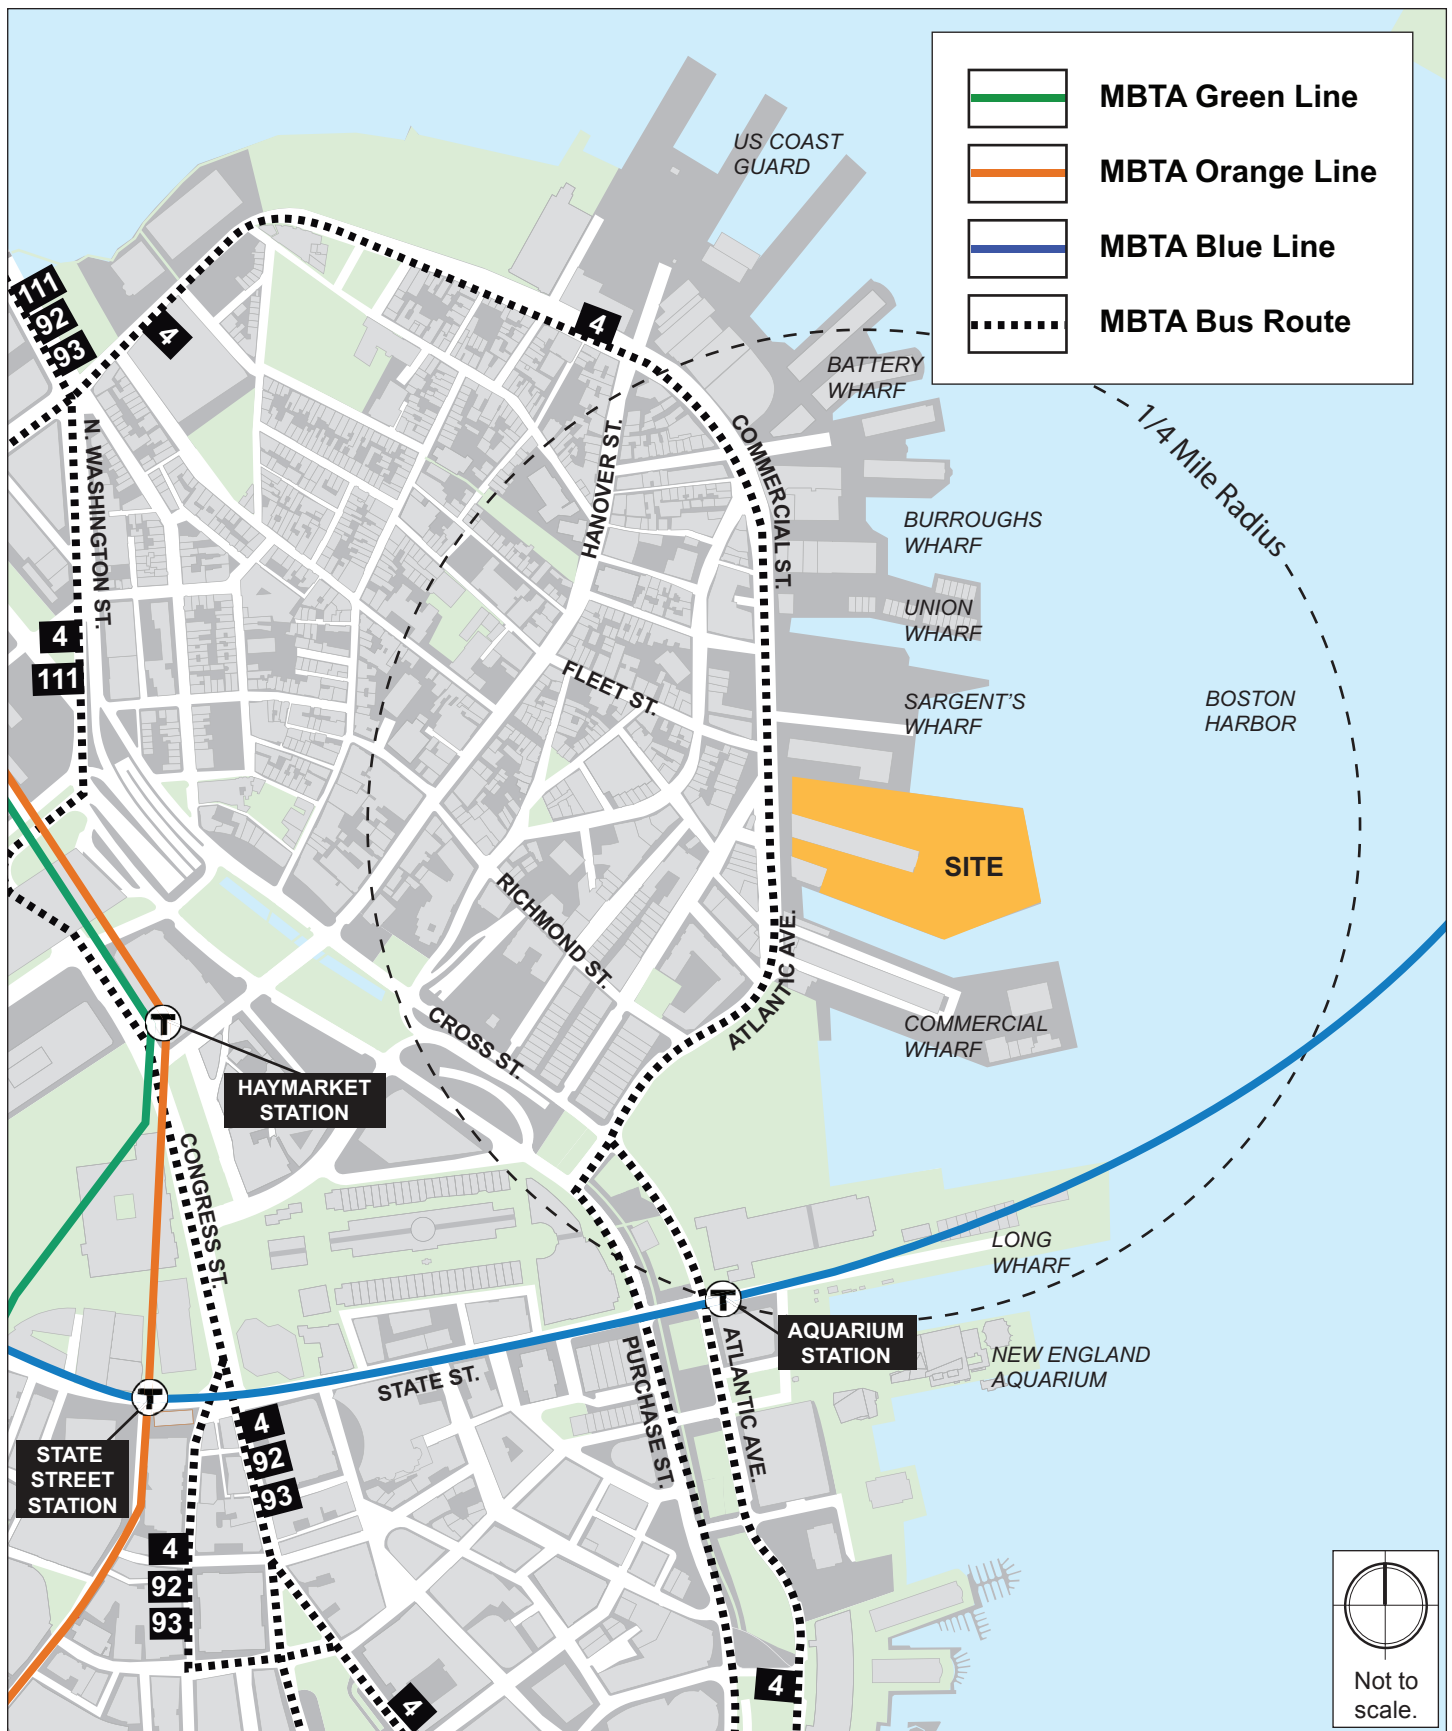 MBTA Green Line
MBTA Orange Line
MBTA Blue Line
MBTA Bus Route
US COAST
GUARD
111
92
93
4
4
BATTERY
WHARF
1/4 Mile Radius
N. WASHINGTON ST.
HANOVER ST.
COMMERCIAL ST.
BURROUGHS
WHARF
UNION
WHARF
4
111
FLEET ST.
SARGENT'S
WHARF
BOSTON
HARBOR
SITE
RICHMOND ST.
ATLANTIC AVE.
CROSS ST.
COMMERCIAL
WHARF
T
HAYMARKET
STATION
CONGRESS ST.
LONG
WHARF
T
AQUARIUM
STATION
NEW ENGLAND
AQUARIUM
STATE ST.
PURCHASE ST.
ATLANTIC AVE.
T
STATE
STREET
STATION
4
92
93
4
92
93
4
4
Not to
scale.